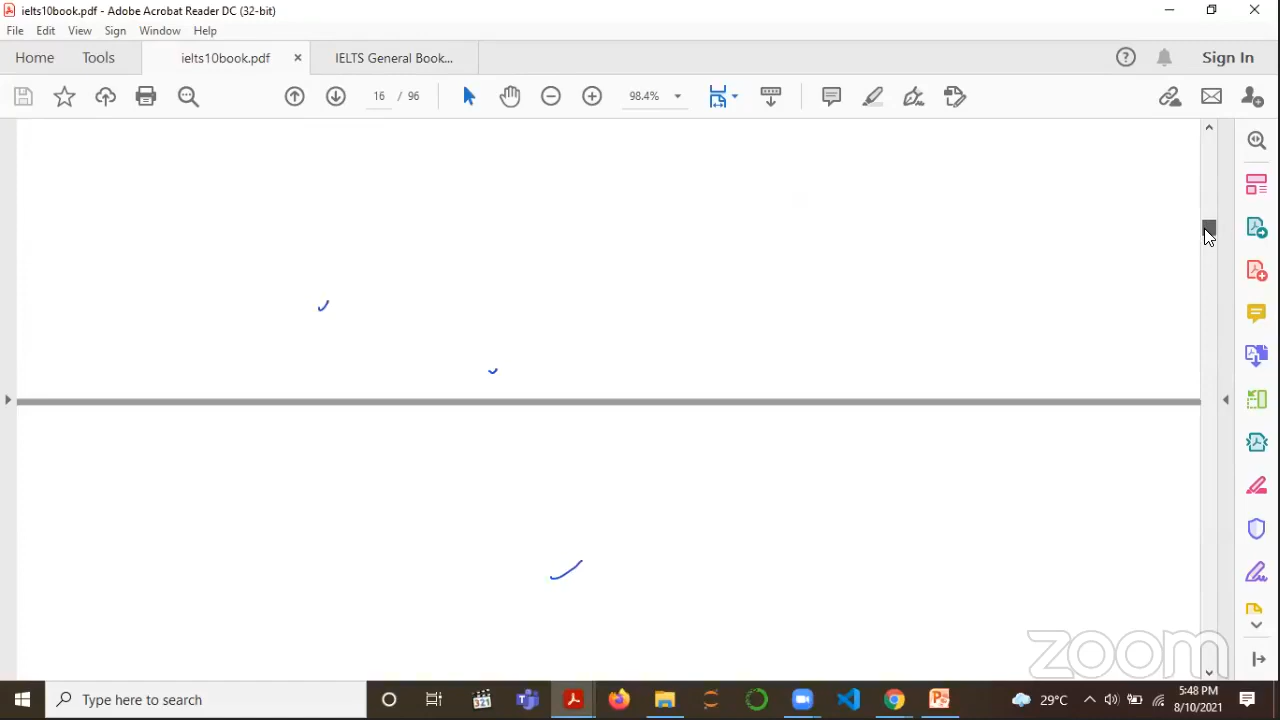 ielts10book.pdf - Adobe Acrobat Reader DC (32-bit)
File Edit View Sign Window Help
Home Tools ielts10book.pdf × IELTS General Book... Sign In
16 / 96 98.4%
zoom
Type here to search
321
29°C
5:48 PM
8/10/2021